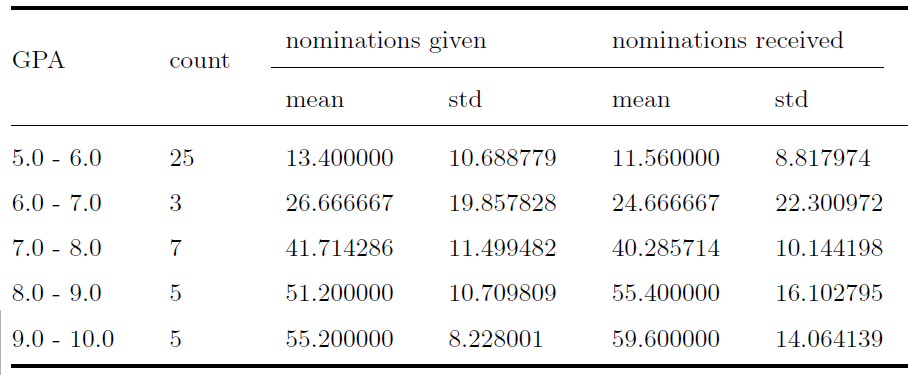 nominations given nominations received
GPA count
mean std mean std
5.0 - 6.0 25 13.400000 10.688779 11.560000 8.817974
6.0 - 7.0 3 26.666667 19.857828 24.666667 22.300972
7.0 - 8.0 7 41.714286 11.499482 40.285714 10.144198
8.0 - 9.0 5 51.200000 10.709809 55.400000 16.102795
9.0 - 10.0 5 55.200000 8.228001 59.600000 14.064139